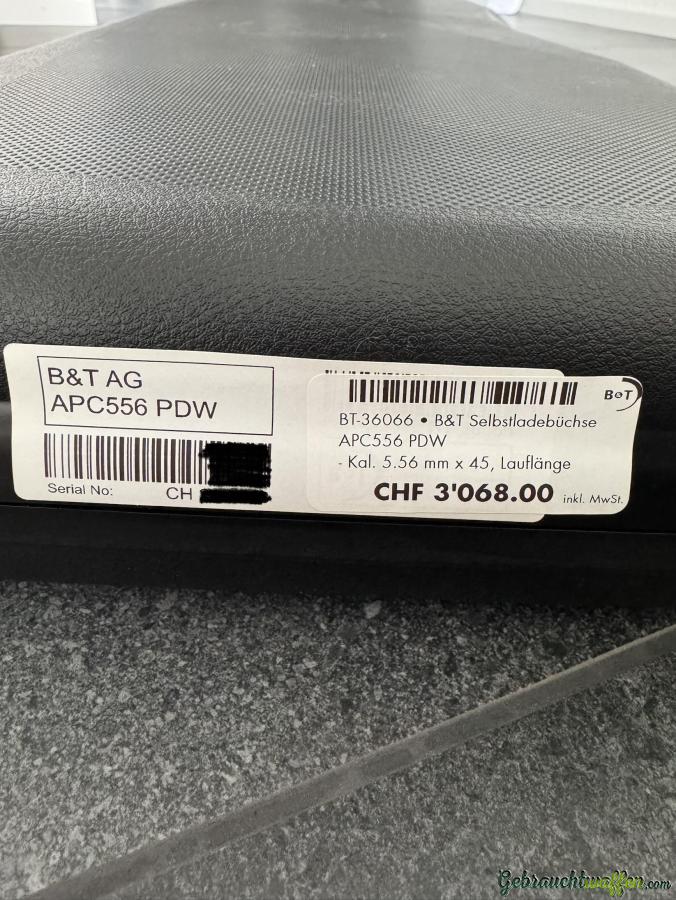 B&T AG
APC556 PDW
Serial No: CH
B&T
BT-36066 • B&T Selbstladebüchse
APC556 PDW
- Kal. 5.56 mm x 45, Lauflänge
CHF 3'068.00 inkl. MwSt.
Gebrauchtwaffen.com